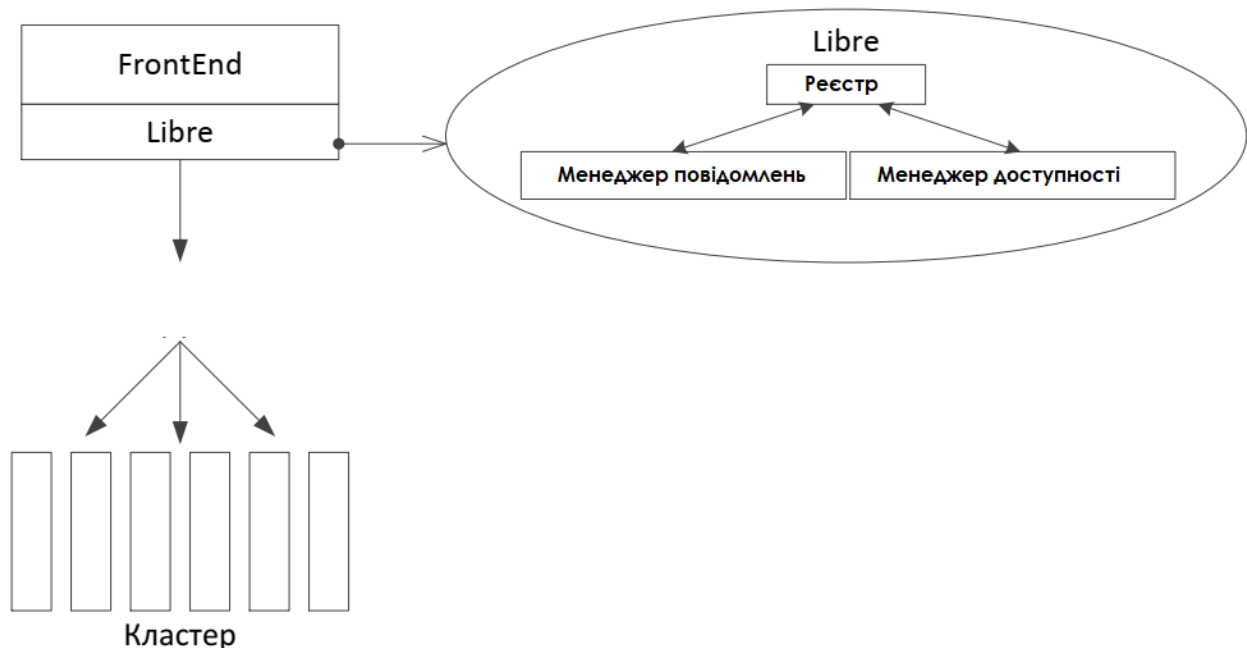 FrontEnd
Libre
Libre
Реєстр
Менеджер повідомлень
Менеджер доступності
Кластер